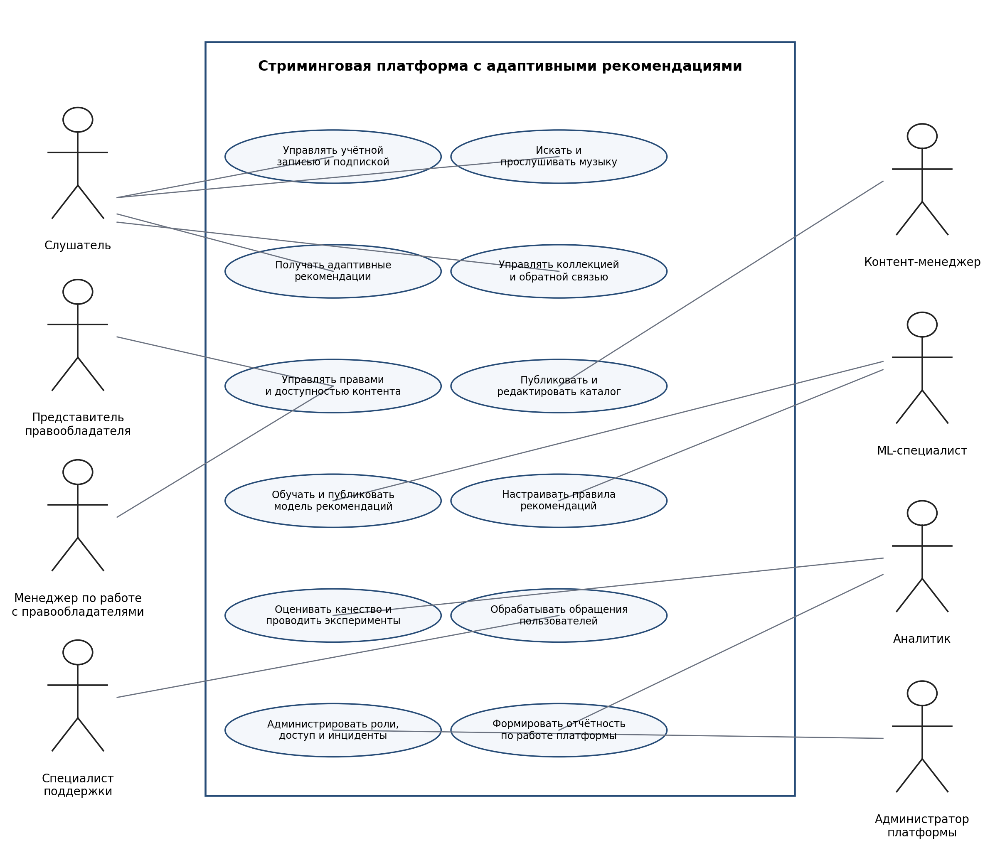 Стриминговая платформа с адаптивными рекомендациями
Управлять учётной
записью и подпиской
Искать и
прослушивать музыку
Слушатель
Контент-менеджер
Получать адаптивные
рекомендации
Управлять коллекцией
и обратной связью
Управлять правами
и доступностью контента
Публиковать и
редактировать каталог
Представитель
правообладателя
ML-специалист
Обучать и публиковать
модель рекомендаций
Настраивать правила
рекомендаций
Менеджер по работе
с правообладателями
Оценивать качество и
проводить эксперименты
Обрабатывать обращения
пользователей
Аналитик
Администрировать роли,
доступ и инциденты
Формировать отчётность
по работе платформы
Специалист
поддержки
Администратор
платформы